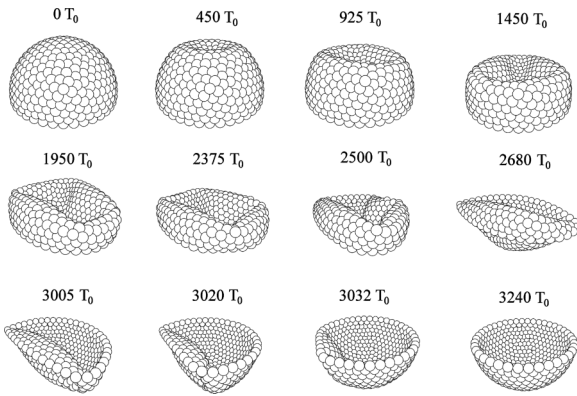 0 T₀
450 T₀
925 T₀
1450 T₀
1950 T₀
2375 T₀
2500 T₀
2680 T₀
3005 T₀
3020 T₀
3032 T₀
3240 T₀